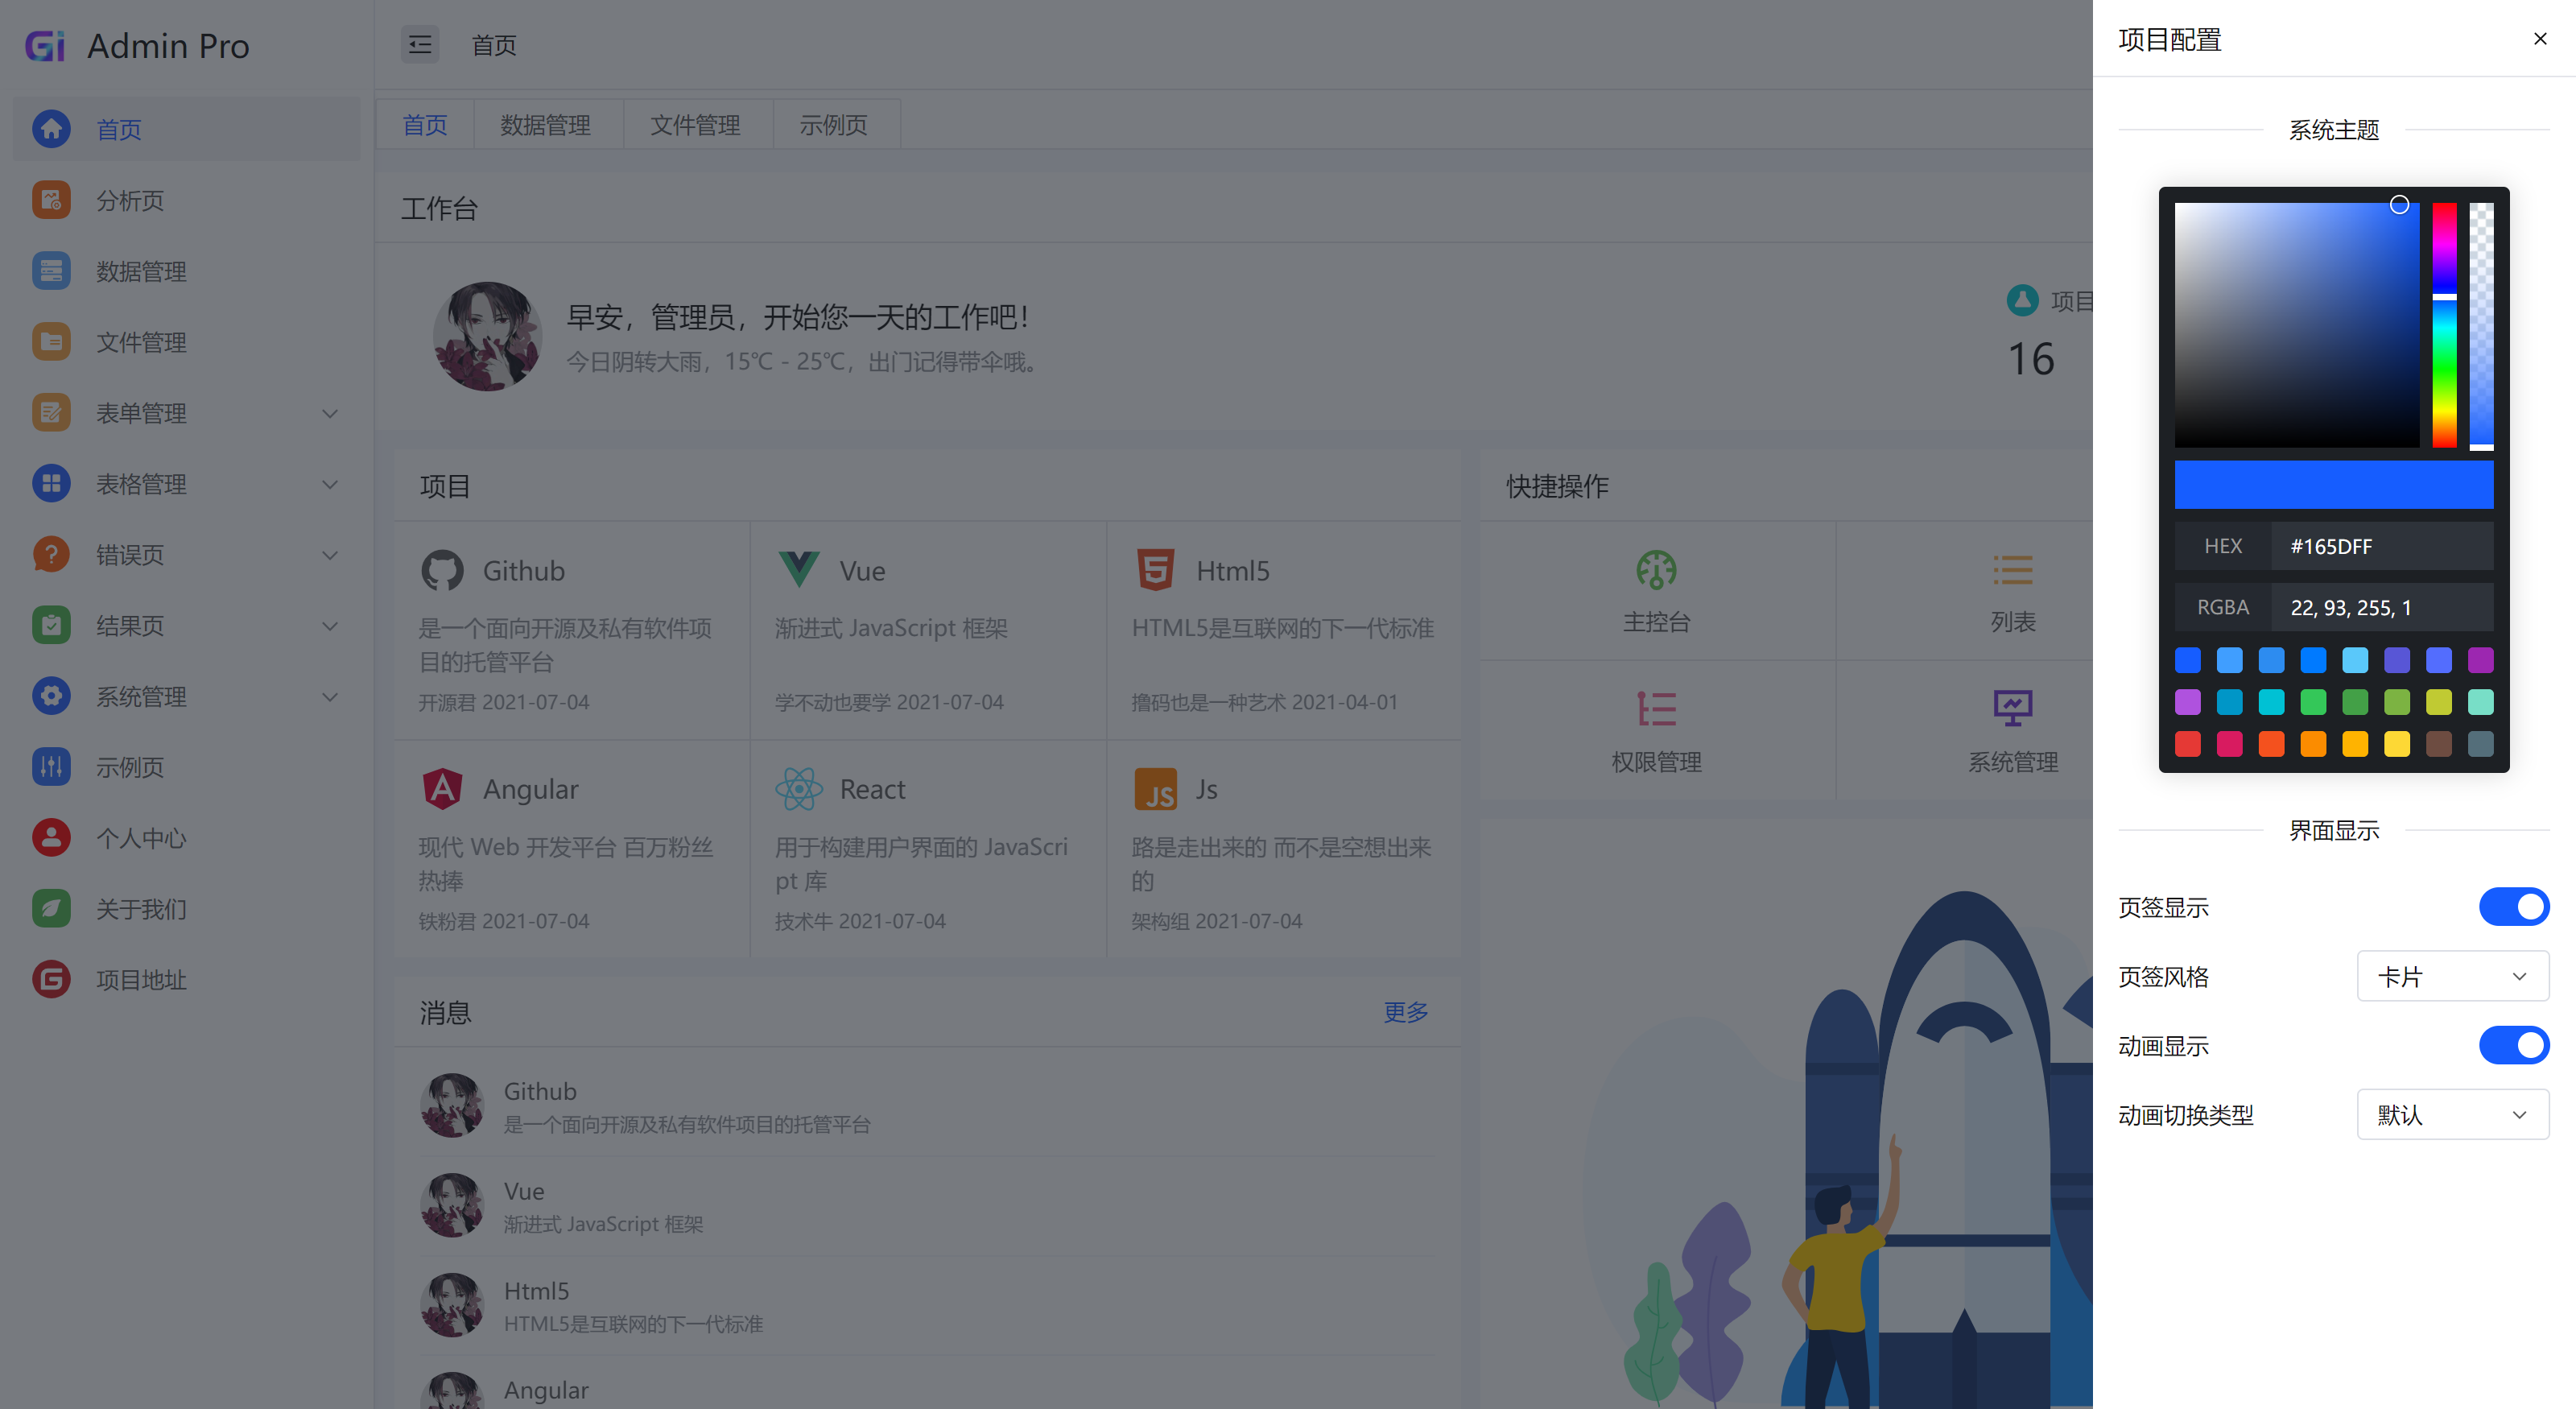 Gi Admin Pro
首页
分析页
数据管理
文件管理
表单管理
表格管理
错误页
结果页
系统管理
示例页
个人中心
关于我们
项目地址
首页
首页
数据管理
文件管理
示例页
工作台
早安，管理员，开始您一天的工作吧！
今日阴转大雨，15℃ - 25℃，出门记得带伞哦。
项目
16
项目
Github
是一个面向开源及私有软件项
目的托管平台
开源君 2021-07-04
Vue
渐进式 JavaScript 框架
学不动也要学 2021-07-04
Html5
HTML5是互联网的下一代标准
撸码也是一种艺术 2021-04-01
Angular
现代 Web 开发平台 百万粉丝
热捧
铁粉君 2021-07-04
React
用于构建用户界面的 JavaScri
pt 库
技术牛 2021-07-04
JS
Js
路是走出来的 而不是空想出来
的
架构组 2021-07-04
快捷操作
主控台
列表
权限管理
系统管理
消息
更多
Github
是一个面向开源及私有软件项目的托管平台
Vue
渐进式 JavaScript 框架
Html5
HTML5是互联网的下一代标准
Angular
项目配置
系统主题
HEX
#165DFF
RGBA
22, 93, 255, 1
界面显示
页签显示
页签风格
卡片
动画显示
动画切换类型
默认